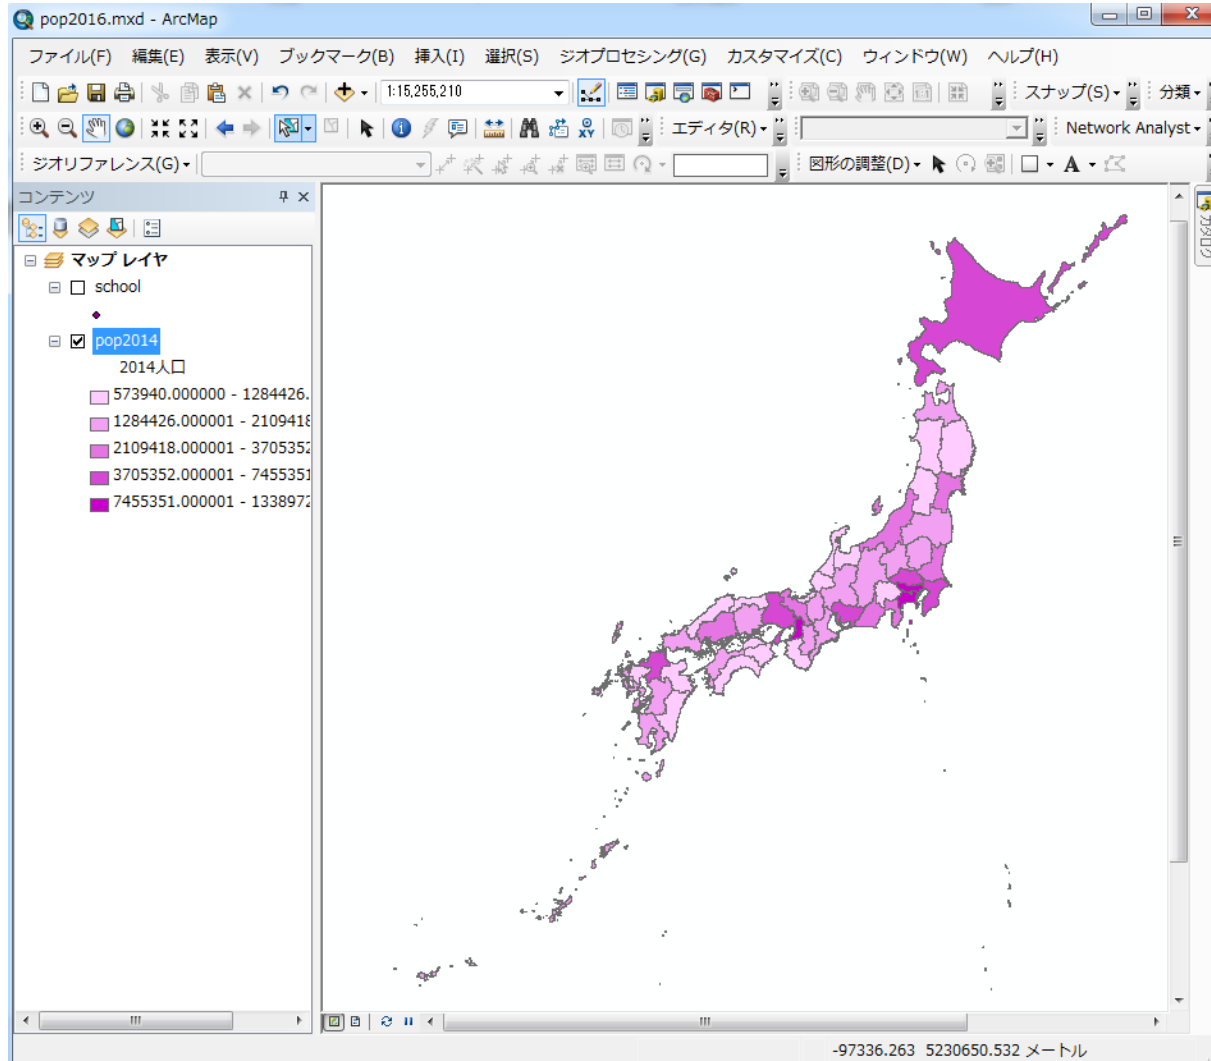 pop2016.mxd - ArcMap
ファイル(F) 編集(E) 表示(V) ブックマーク(B) 挿入(I) 選択(S) ジオプロセシング(G) カスタマイズ(C) ウィンドウ(W) ヘルプ(H)
1:15,255,210 スナップ(S) 分類
エディタ(R) Network Analyst
ジオリファレンス(G) 図形の調整(D) A
コンテンツ
カタログ
マップ レイヤ
school
pop2014
2014人口
573940.000000 - 1284426.
1284426.000001 - 2109418
2109418.000001 - 3705352
3705352.000001 - 7455351
7455351.000001 - 1338972
-97336.263 5230650.532 メートル